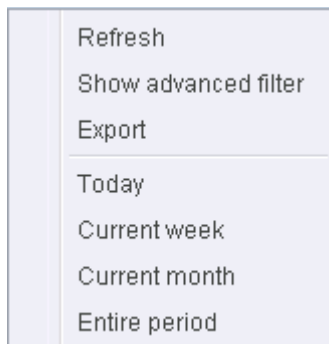 Refresh
Show advanced filter
Export
Today
Current week
Current month
Entire period